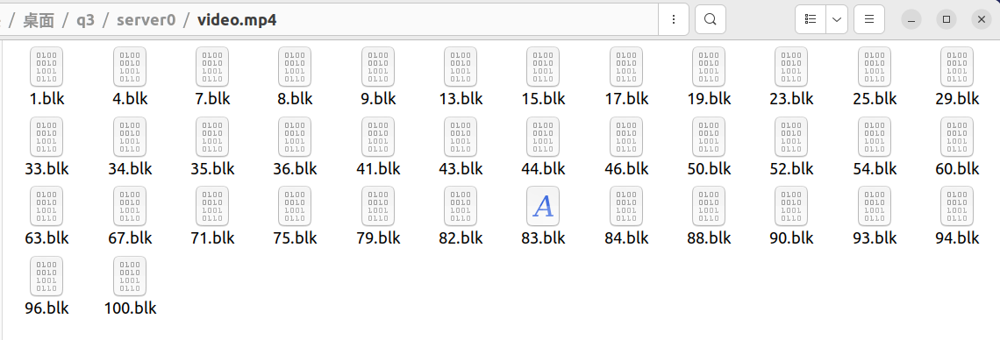 / 桌面 / q3 / server0 / video.mp4
1.blk 4.blk 7.blk 8.blk 9.blk 13.blk 15.blk 17.blk 19.blk 23.blk 25.blk 29.blk
33.blk 34.blk 35.blk 36.blk 41.blk 43.blk 44.blk 46.blk 50.blk 52.blk 54.blk 60.blk
63.blk 67.blk 71.blk 75.blk 79.blk 82.blk 83.blk 84.blk 88.blk 90.blk 93.blk 94.blk
96.blk 100.blk